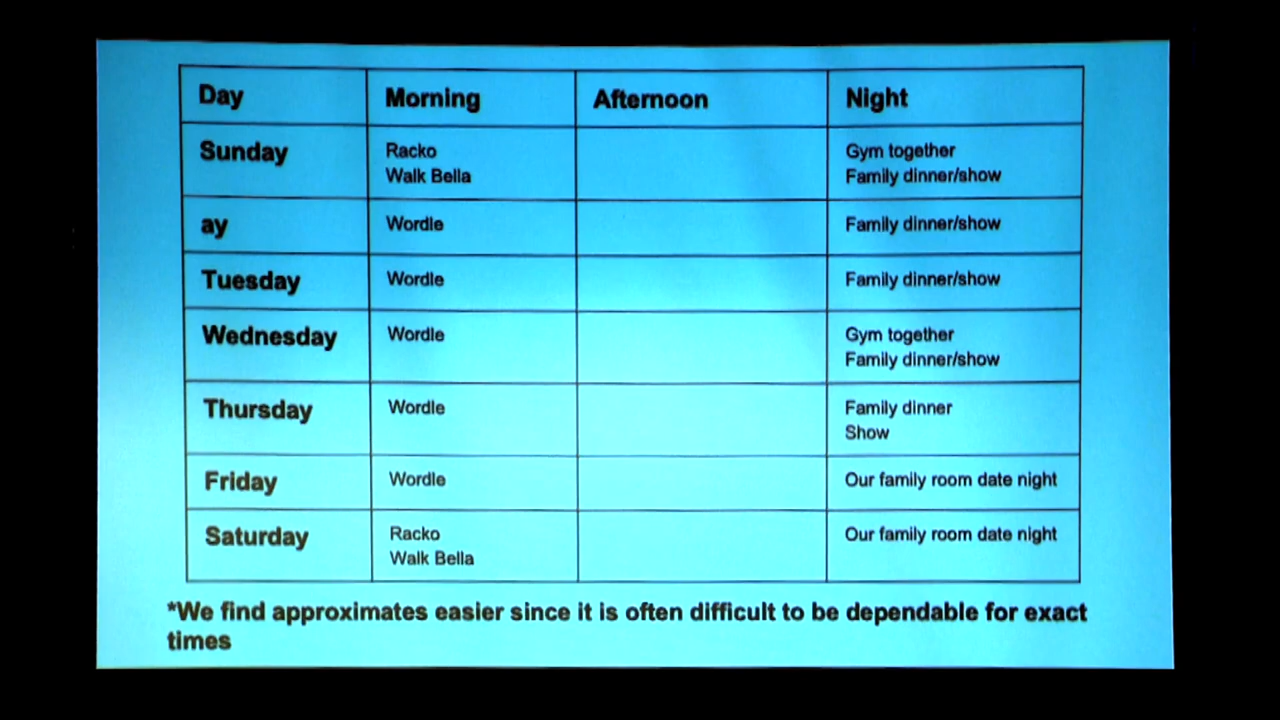 Day Morning Afternoon Night
Sunday Racko Gym together
Walk Bella Family dinner/show
ay Wordle Family dinner/show
Tuesday Wordle Family dinner/show
Wednesday Wordle Gym together
Family dinner/show
Thursday Wordle Family dinner
Show
Friday Wordle Our family room date night
Saturday Racko Our family room date night
Walk Bella
*We find approximates easier since it is often difficult to be dependable for exact
times